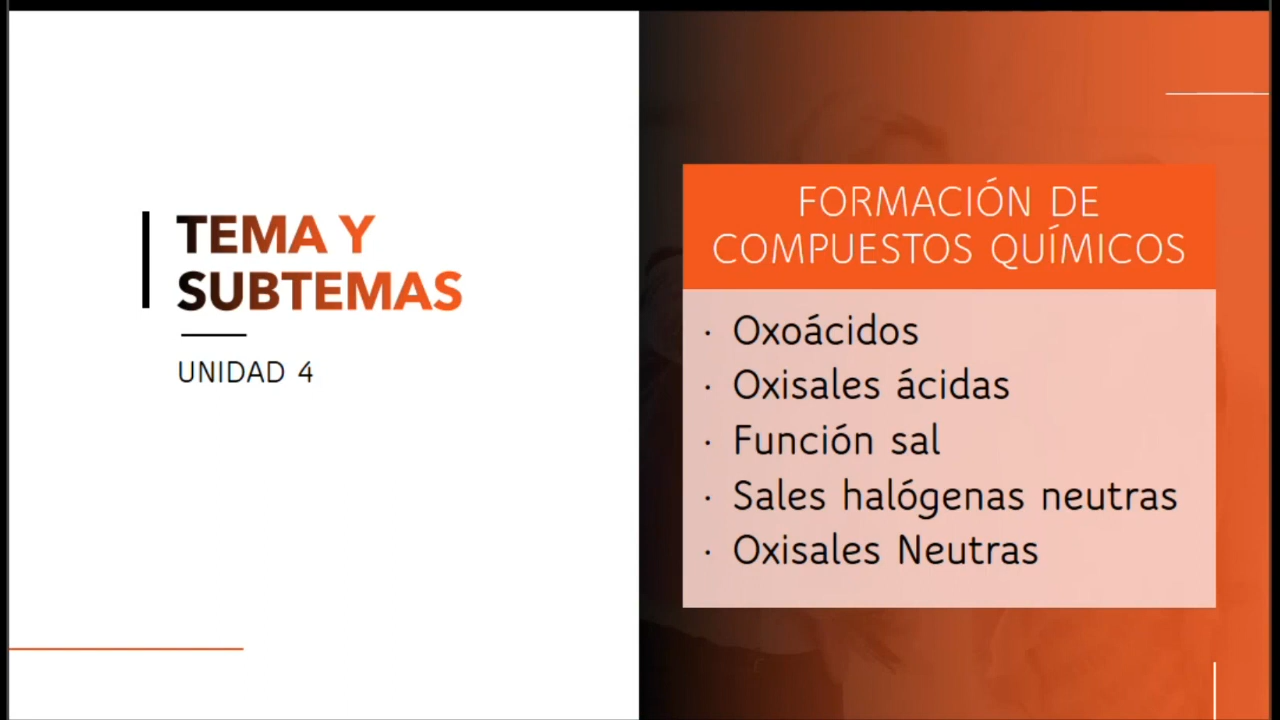 TEMA Y
SUBTEMAS
UNIDAD 4
FORMACIÓN DE
COMPUESTOS QUÍMICOS
· Oxoácidos
· Oxisales ácidas
· Función sal
· Sales halógenas neutras
· Oxisales Neutras